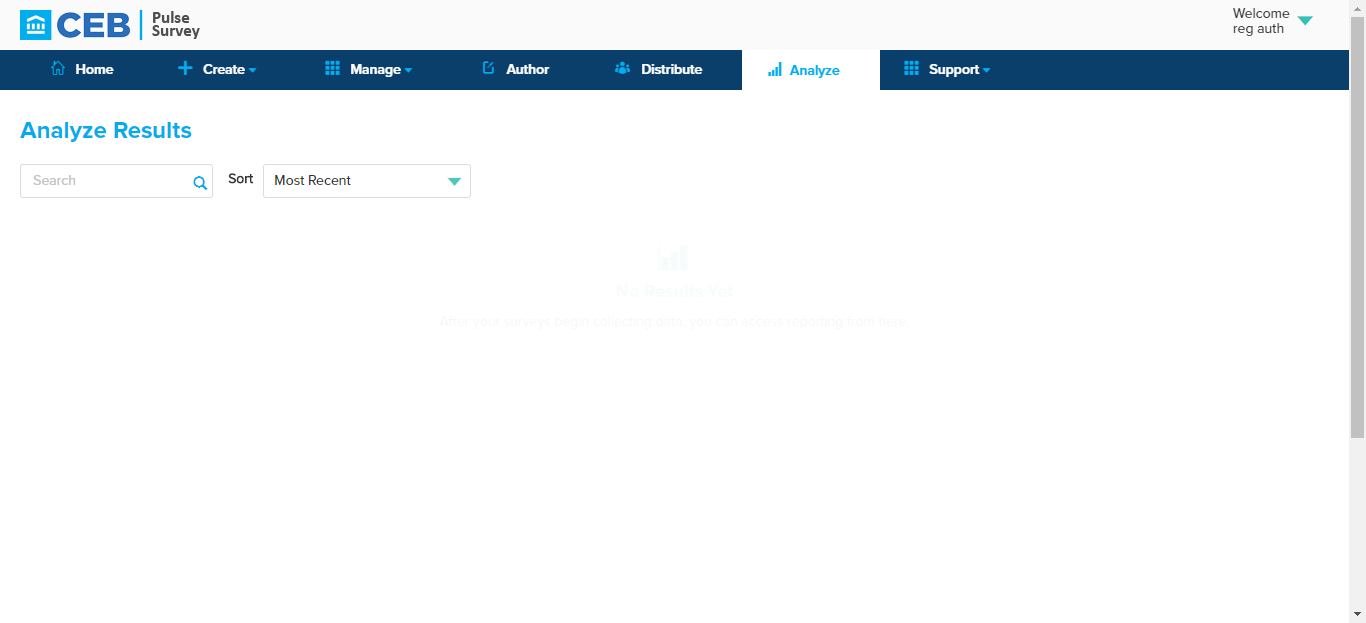 CEB Pulse Survey
Welcome
reg auth
Home Create Manage Author Distribute Analyze Support
Analyze Results
Search Sort Most Recent
No Results Yet
After your surveys begin collecting data, you can access reporting from here.